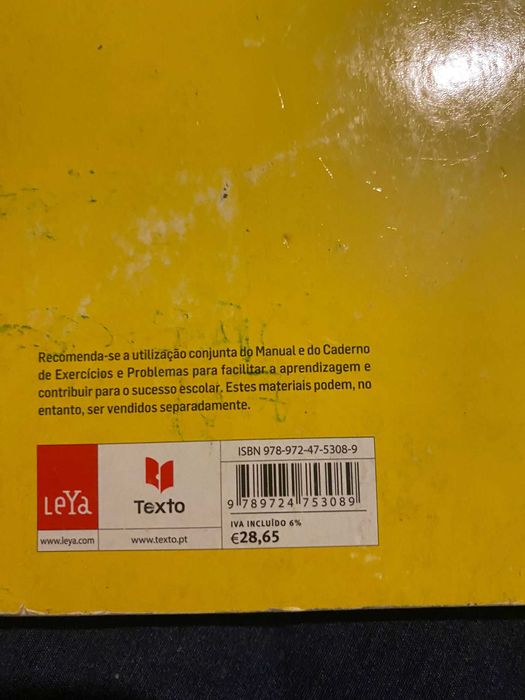 Recomenda-se a utilização conjunta do Manual e do Caderno
de Exercícios e Problemas para facilitar a aprendizagem e
contribuir para o sucesso escolar. Estes materiais podem, no
entanto, ser vendidos separadamente.
LeYa
www.leya.com
Texto
www.texto.pt
ISBN 978-972-47-5308-9
9 789724 753089
IVA INCLUÍDO 6%
€28,65